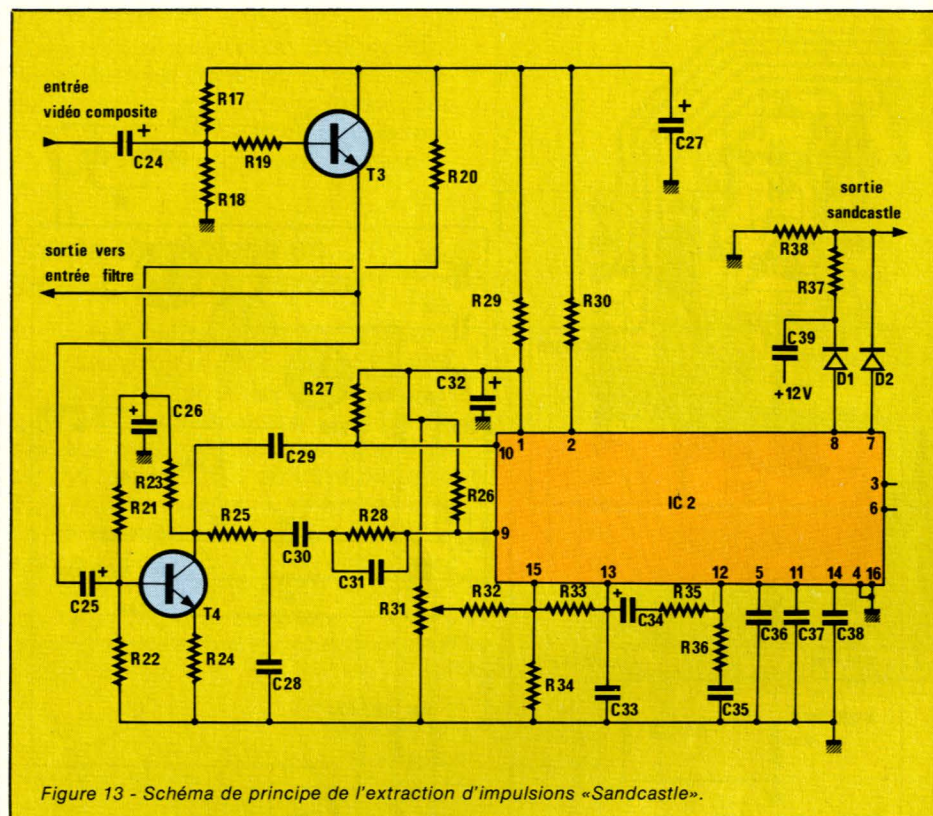 entrée
vidéo composite
R17
C24
+
R19
R18
T3
R20
+
C27
sortie
sandcastle
sortie vers
entrée filtre
R38
R37
R29
R30
C39
+12V
D1
D2
R27
C32
+
C26
+
R23
C29
10
1
2
8
7
R21
R26
IC 2
3
6
R25
C30
R28
9
C31
15
13
12
5
11
14
4
16
C25
+
T4
R31
R32
R33
+
C34
R35
R36
C36
C37
C38
R22
R24
C28
R34
C33
C35
Figure 13 - Schéma de principe de l'extraction d'impulsions «Sandcastle».